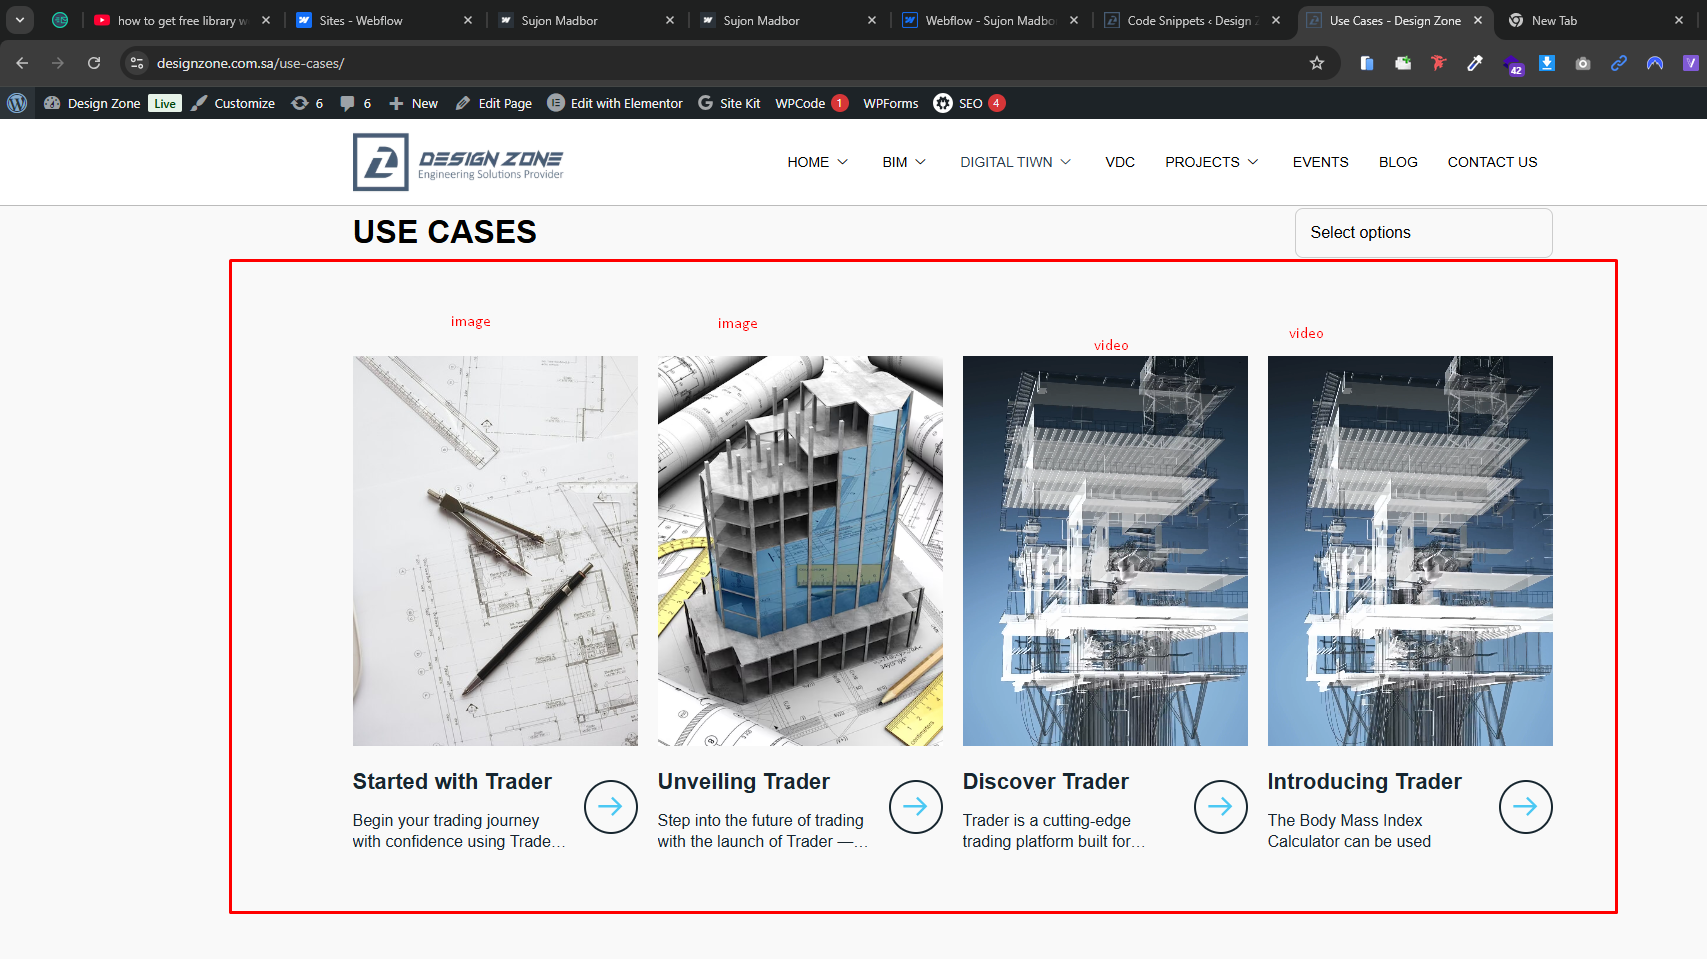 how to get free library w
Sites - Webflow
Sujon Madbor
Sujon Madbor
Webflow - Sujon Madbo
Code Snippets ‹ Design Z
Use Cases - Design Zone
New Tab
designzone.com.sa/use-cases/
42
Design Zone
Live
Customize
6
6
New
Edit Page
Edit with Elementor
Site Kit
WPCode 1
WPForms
SEO 4
DESIGN ZONE
Engineering Solutions Provider
HOME
BIM
DIGITAL TIWN
VDC
PROJECTS
EVENTS
BLOG
CONTACT US
USE CASES
Select options
image
image
video
video
Started with Trader
Begin your trading journey
with confidence using Trade…
Unveiling Trader
Step into the future of trading
with the launch of Trader —…
Discover Trader
Trader is a cutting-edge
trading platform built for…
Introducing Trader
The Body Mass Index
Calculator can be used